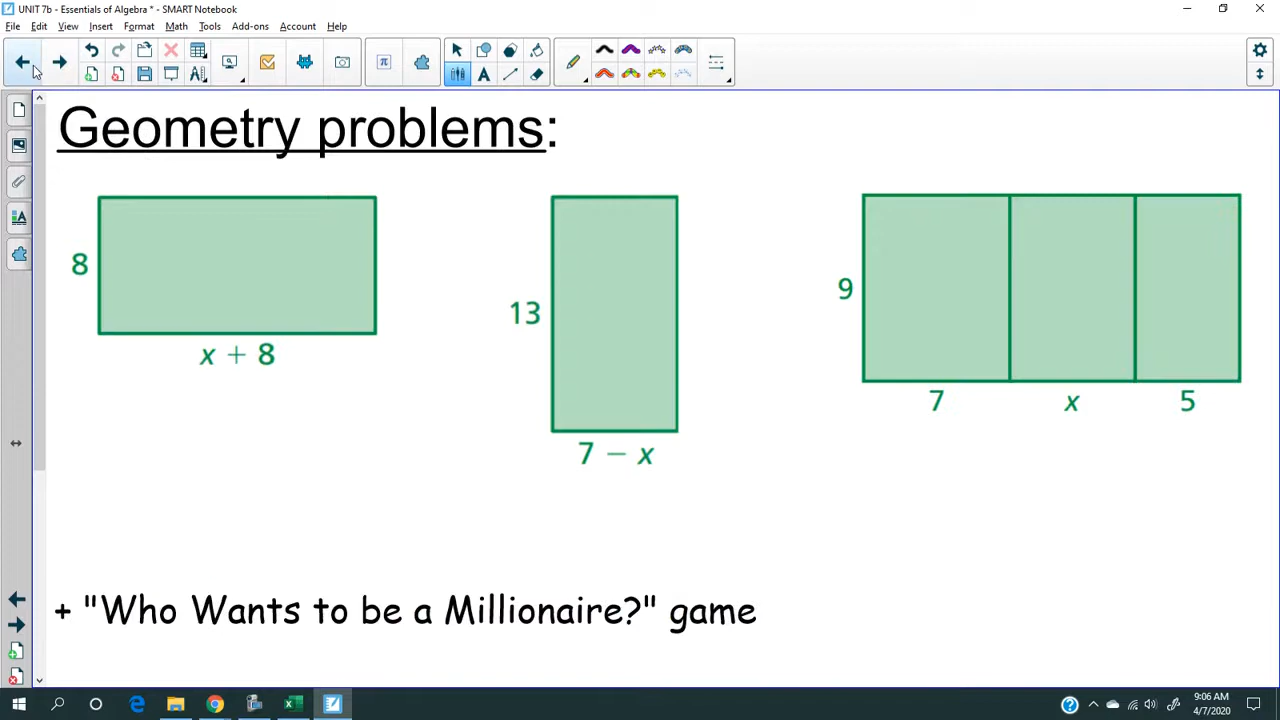 UNIT 7b - Essentials of Algebra * - SMART Notebook
File Edit View Insert Format Math Tools Add-ons Account Help
Geometry problems:
8
x + 8
13
7 − x
9
7 x 5
+ "Who Wants to be a Millionaire?" game
9:06 AM
4/7/2020